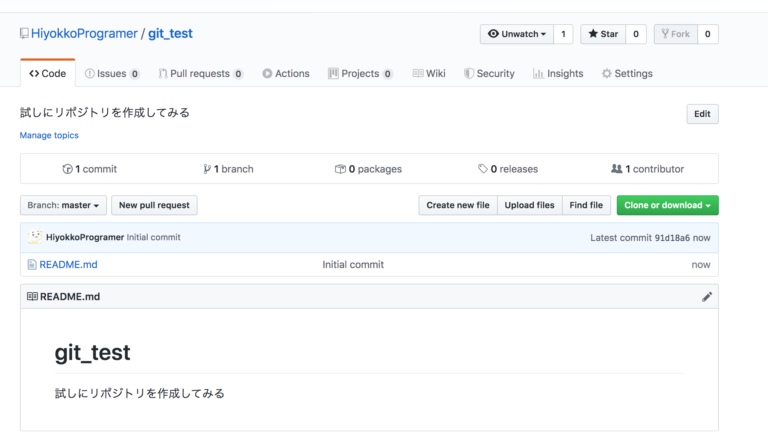 HiyokkoProgramer / git_test
Unwatch 1 Star 0 Fork 0
Code Issues 0 Pull requests 0 Actions Projects 0 Wiki Security Insights Settings
試しにリポジトリを作成してみる Edit
Manage topics
1 commit 1 branch 0 packages 0 releases 1 contributor
Branch: master New pull request Create new file Upload files Find file Clone or download
HiyokkoProgramer Initial commit Latest commit 91d18a6 now
README.md Initial commit now
README.md
git_test
試しにリポジトリを作成してみる